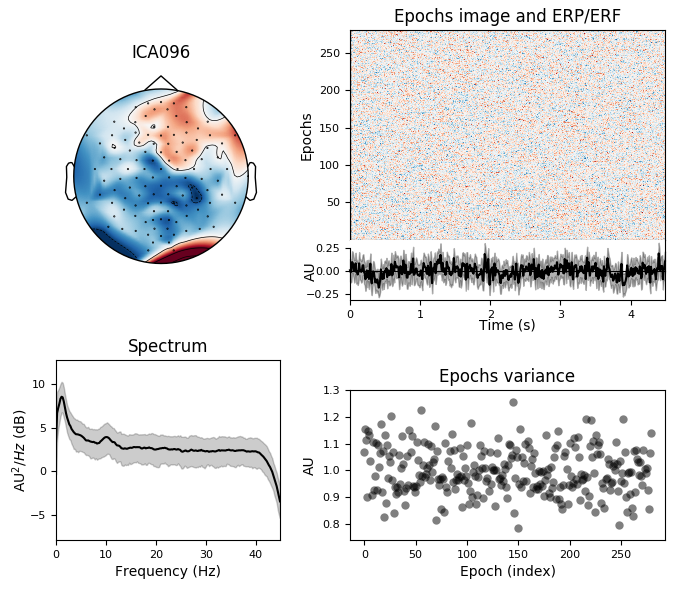 ICA096
Epochs image and ERP/ERF
Epochs
250
200
150
100
50
AU
0.25
0.00
−0.25
0 1 2 3 4
Time (s)
Spectrum
AU²/Hz (dB)
10
5
0
−5
0 10 20 30 40
Frequency (Hz)
Epochs variance
AU
1.3
1.2
1.1
1.0
0.9
0.8
0 50 100 150 200 250
Epoch (index)